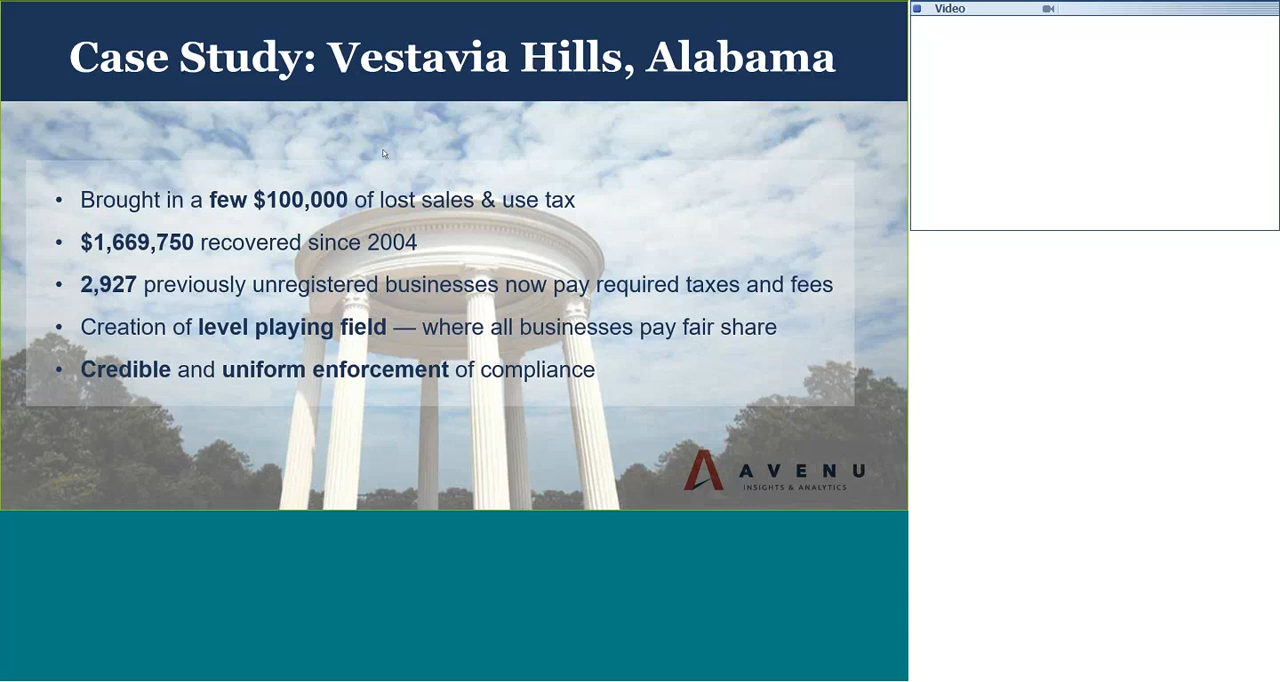 Case Study: Vestavia Hills, Alabama
Video
• Brought in a few $100,000 of lost sales & use tax
• $1,669,750 recovered since 2004
• 2,927 previously unregistered businesses now pay required taxes and fees
• Creation of level playing field — where all businesses pay fair share
• Credible and uniform enforcement of compliance
AVENU
INSIGHTS & ANALYTICS